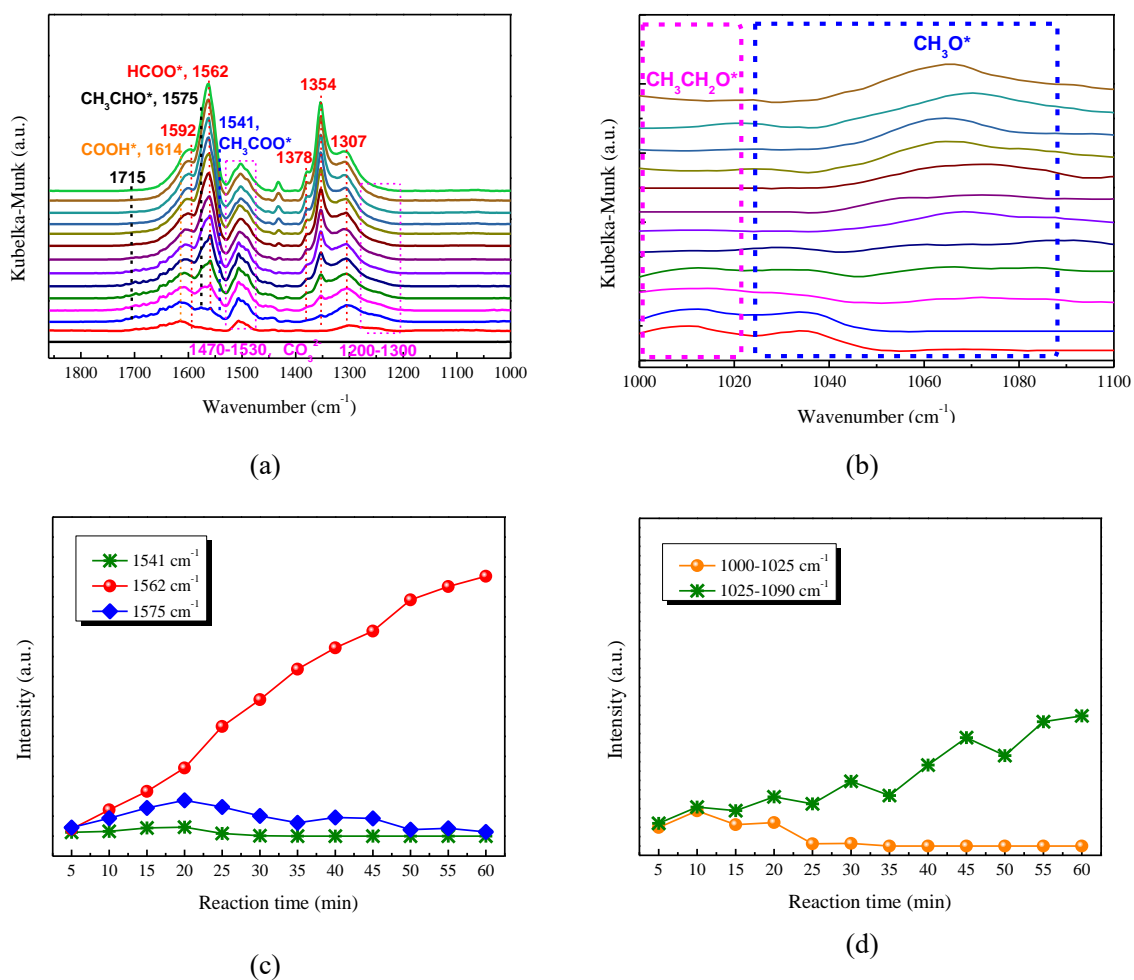 HCOO*, 1562
CH₃CHO*, 1575
1592
COOH*, 1614
1715
1541,
CH₃COO*
1354
1378
1307
1470-1530, CO₃²⁻
1200-1300
Kubelka-Munk (a.u.)
1800 1700 1600 1500 1400 1300 1200 1100 1000
Wavenumber (cm⁻¹)
(a)
CH₃CH₂O*
CH₃O*
Kubelka-Munk (a.u.)
1000 1020 1040 1060 1080 1100
Wavenumber (cm⁻¹)
(b)
1541 cm⁻¹
1562 cm⁻¹
1575 cm⁻¹
Intensity (a.u.)
5 10 15 20 25 30 35 40 45 50 55 60
Reaction time (min)
(c)
1000-1025 cm⁻¹
1025-1090 cm⁻¹
Intensity (a.u.)
5 10 15 20 25 30 35 40 45 50 55 60
Reaction time (min)
(d)